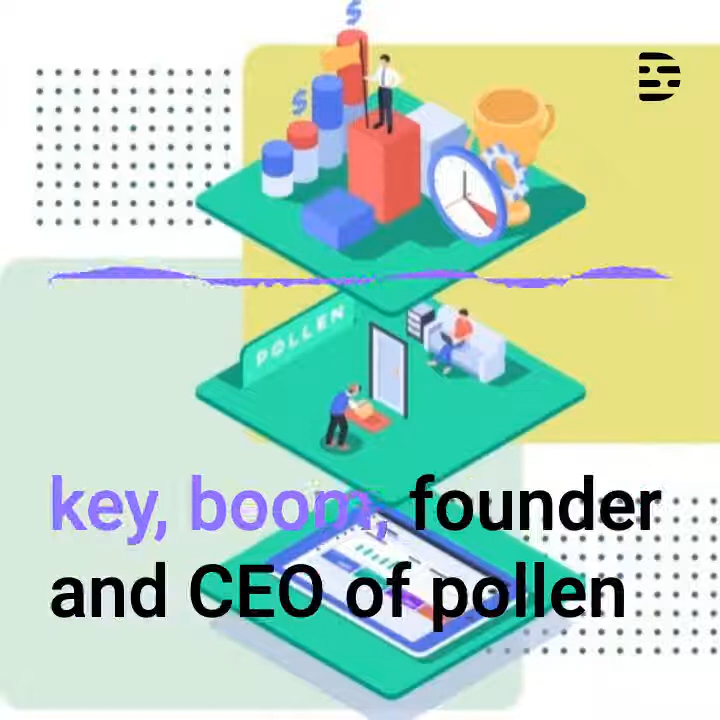 $
$
POLLEN
key, boom, founder
and CEO of pollen